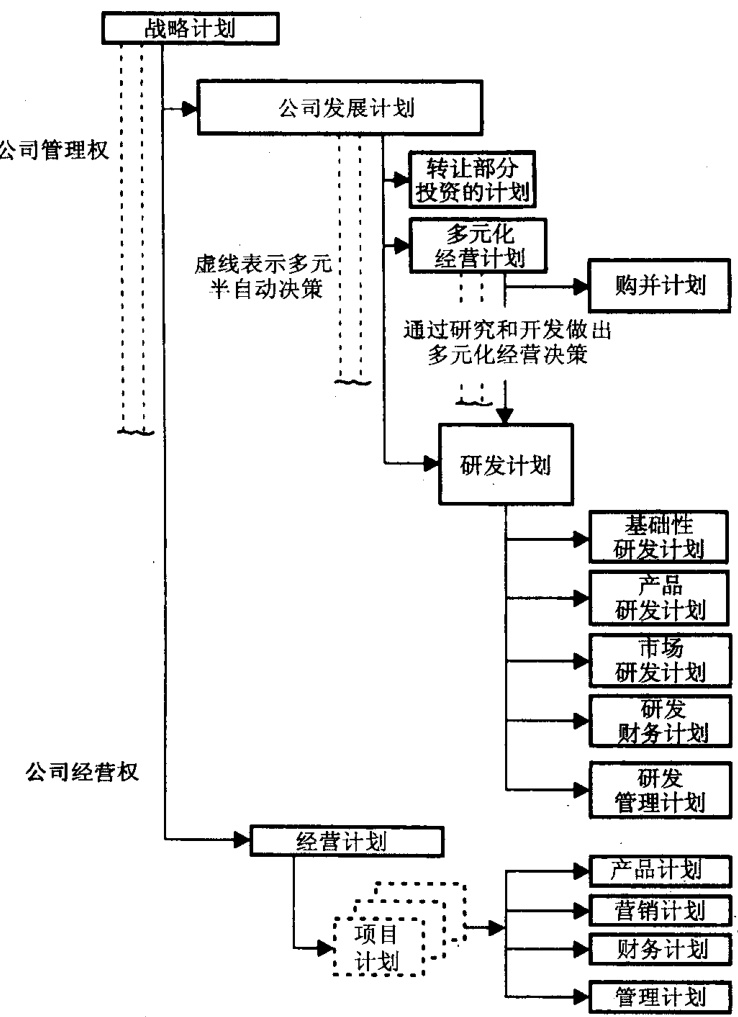 战略计划
公司发展计划
公司管理权
转让部分
投资的计划
多元化
经营计划
虚线表示多元
半自动决策
购并计划
通过研究和开发做出
多元化经营决策
研发计划
基础性
研发计划
产品
研发计划
市场
研发计划
研发
财务计划
公司经营权
研发
管理计划
经营计划
项目
计划
产品计划
营销计划
财务计划
管理计划